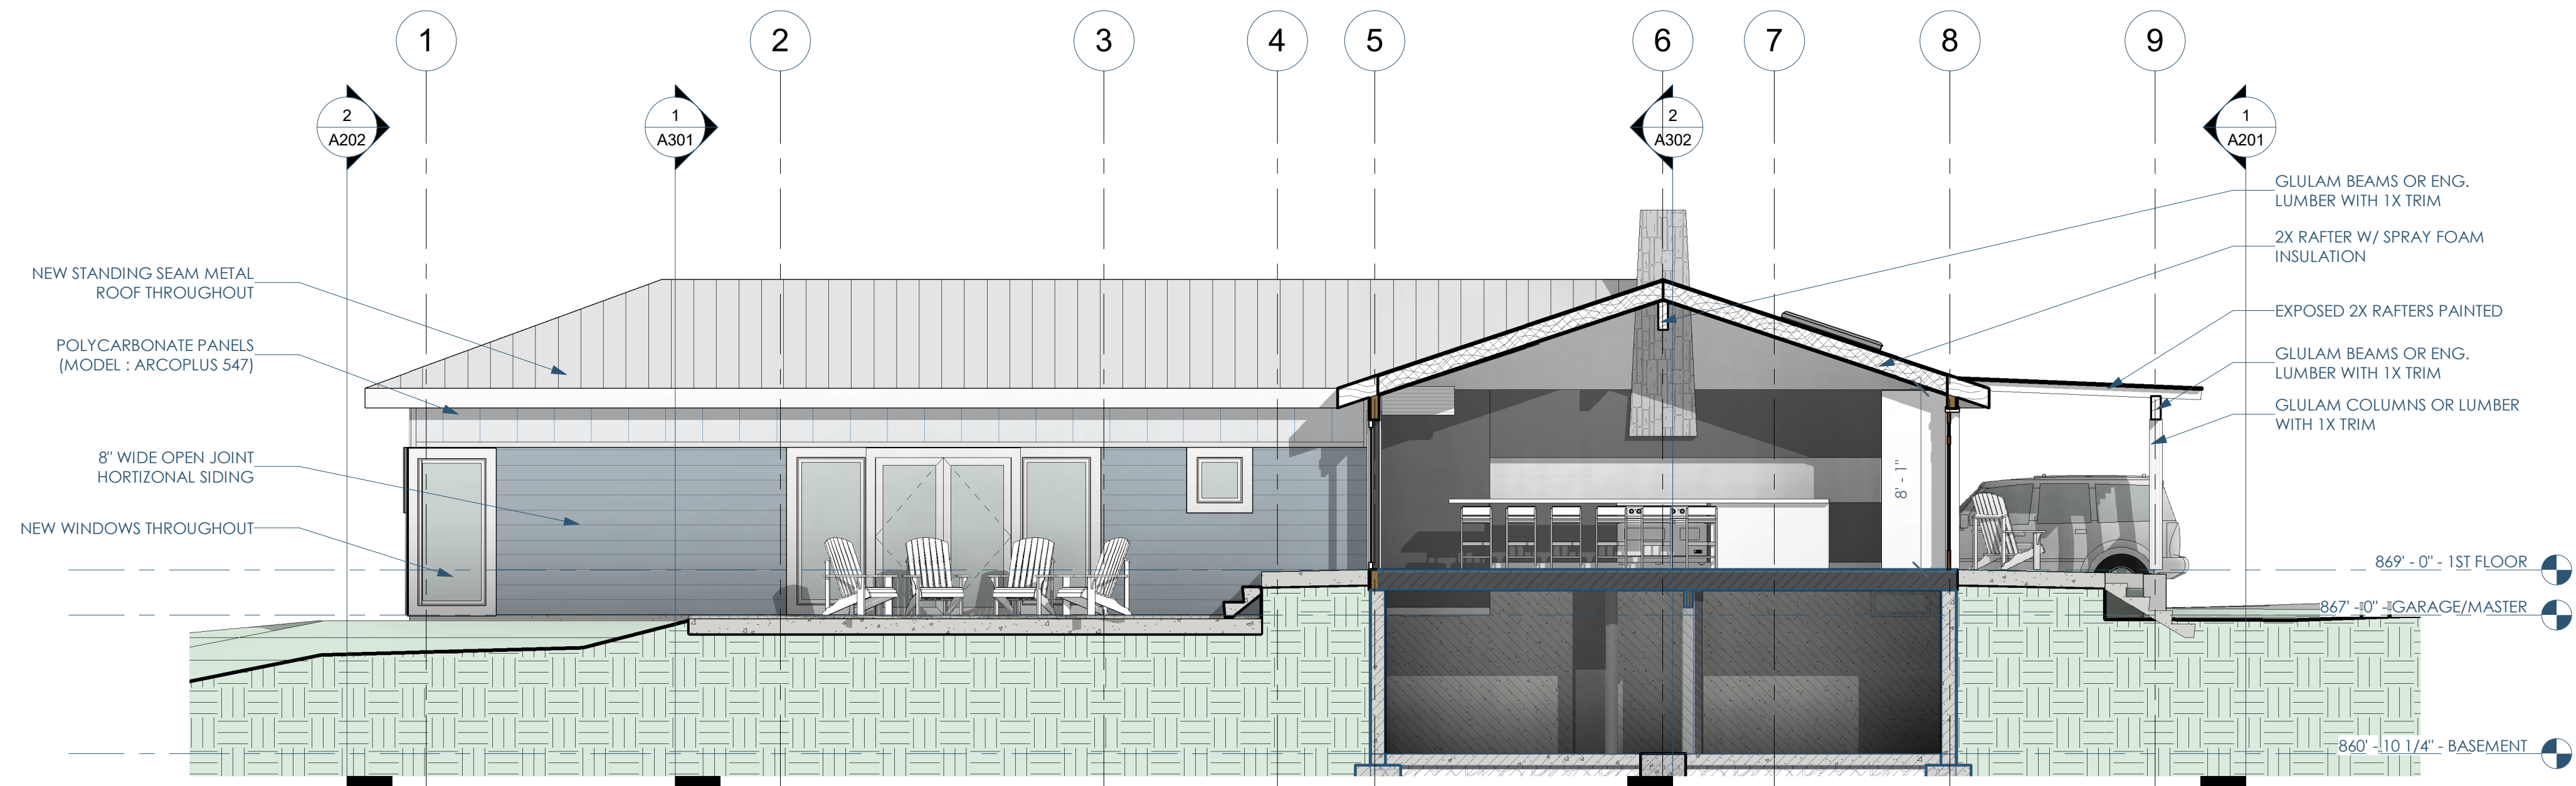 1
2
3
4
5
6
7
8
9
2
A202
1
A301
2
A302
1
A201
NEW STANDING SEAM METAL
ROOF THROUGHOUT
POLYCARBONATE PANELS
(MODEL : ARCOPLUS 547)
8" WIDE OPEN JOINT
HORTIZONAL SIDING
NEW WINDOWS THROUGHOUT
GLULAM BEAMS OR ENG.
LUMBER WITH 1X TRIM
2X RAFTER W/ SPRAY FOAM
INSULATION
EXPOSED 2X RAFTERS PAINTED
GLULAM BEAMS OR ENG.
LUMBER WITH 1X TRIM
GLULAM COLUMNS OR LUMBER
WITH 1X TRIM
8' - 1"
869' - 0" - 1ST FLOOR
867' - 0" - GARAGE/MASTER
860' - 10 1/4" - BASEMENT